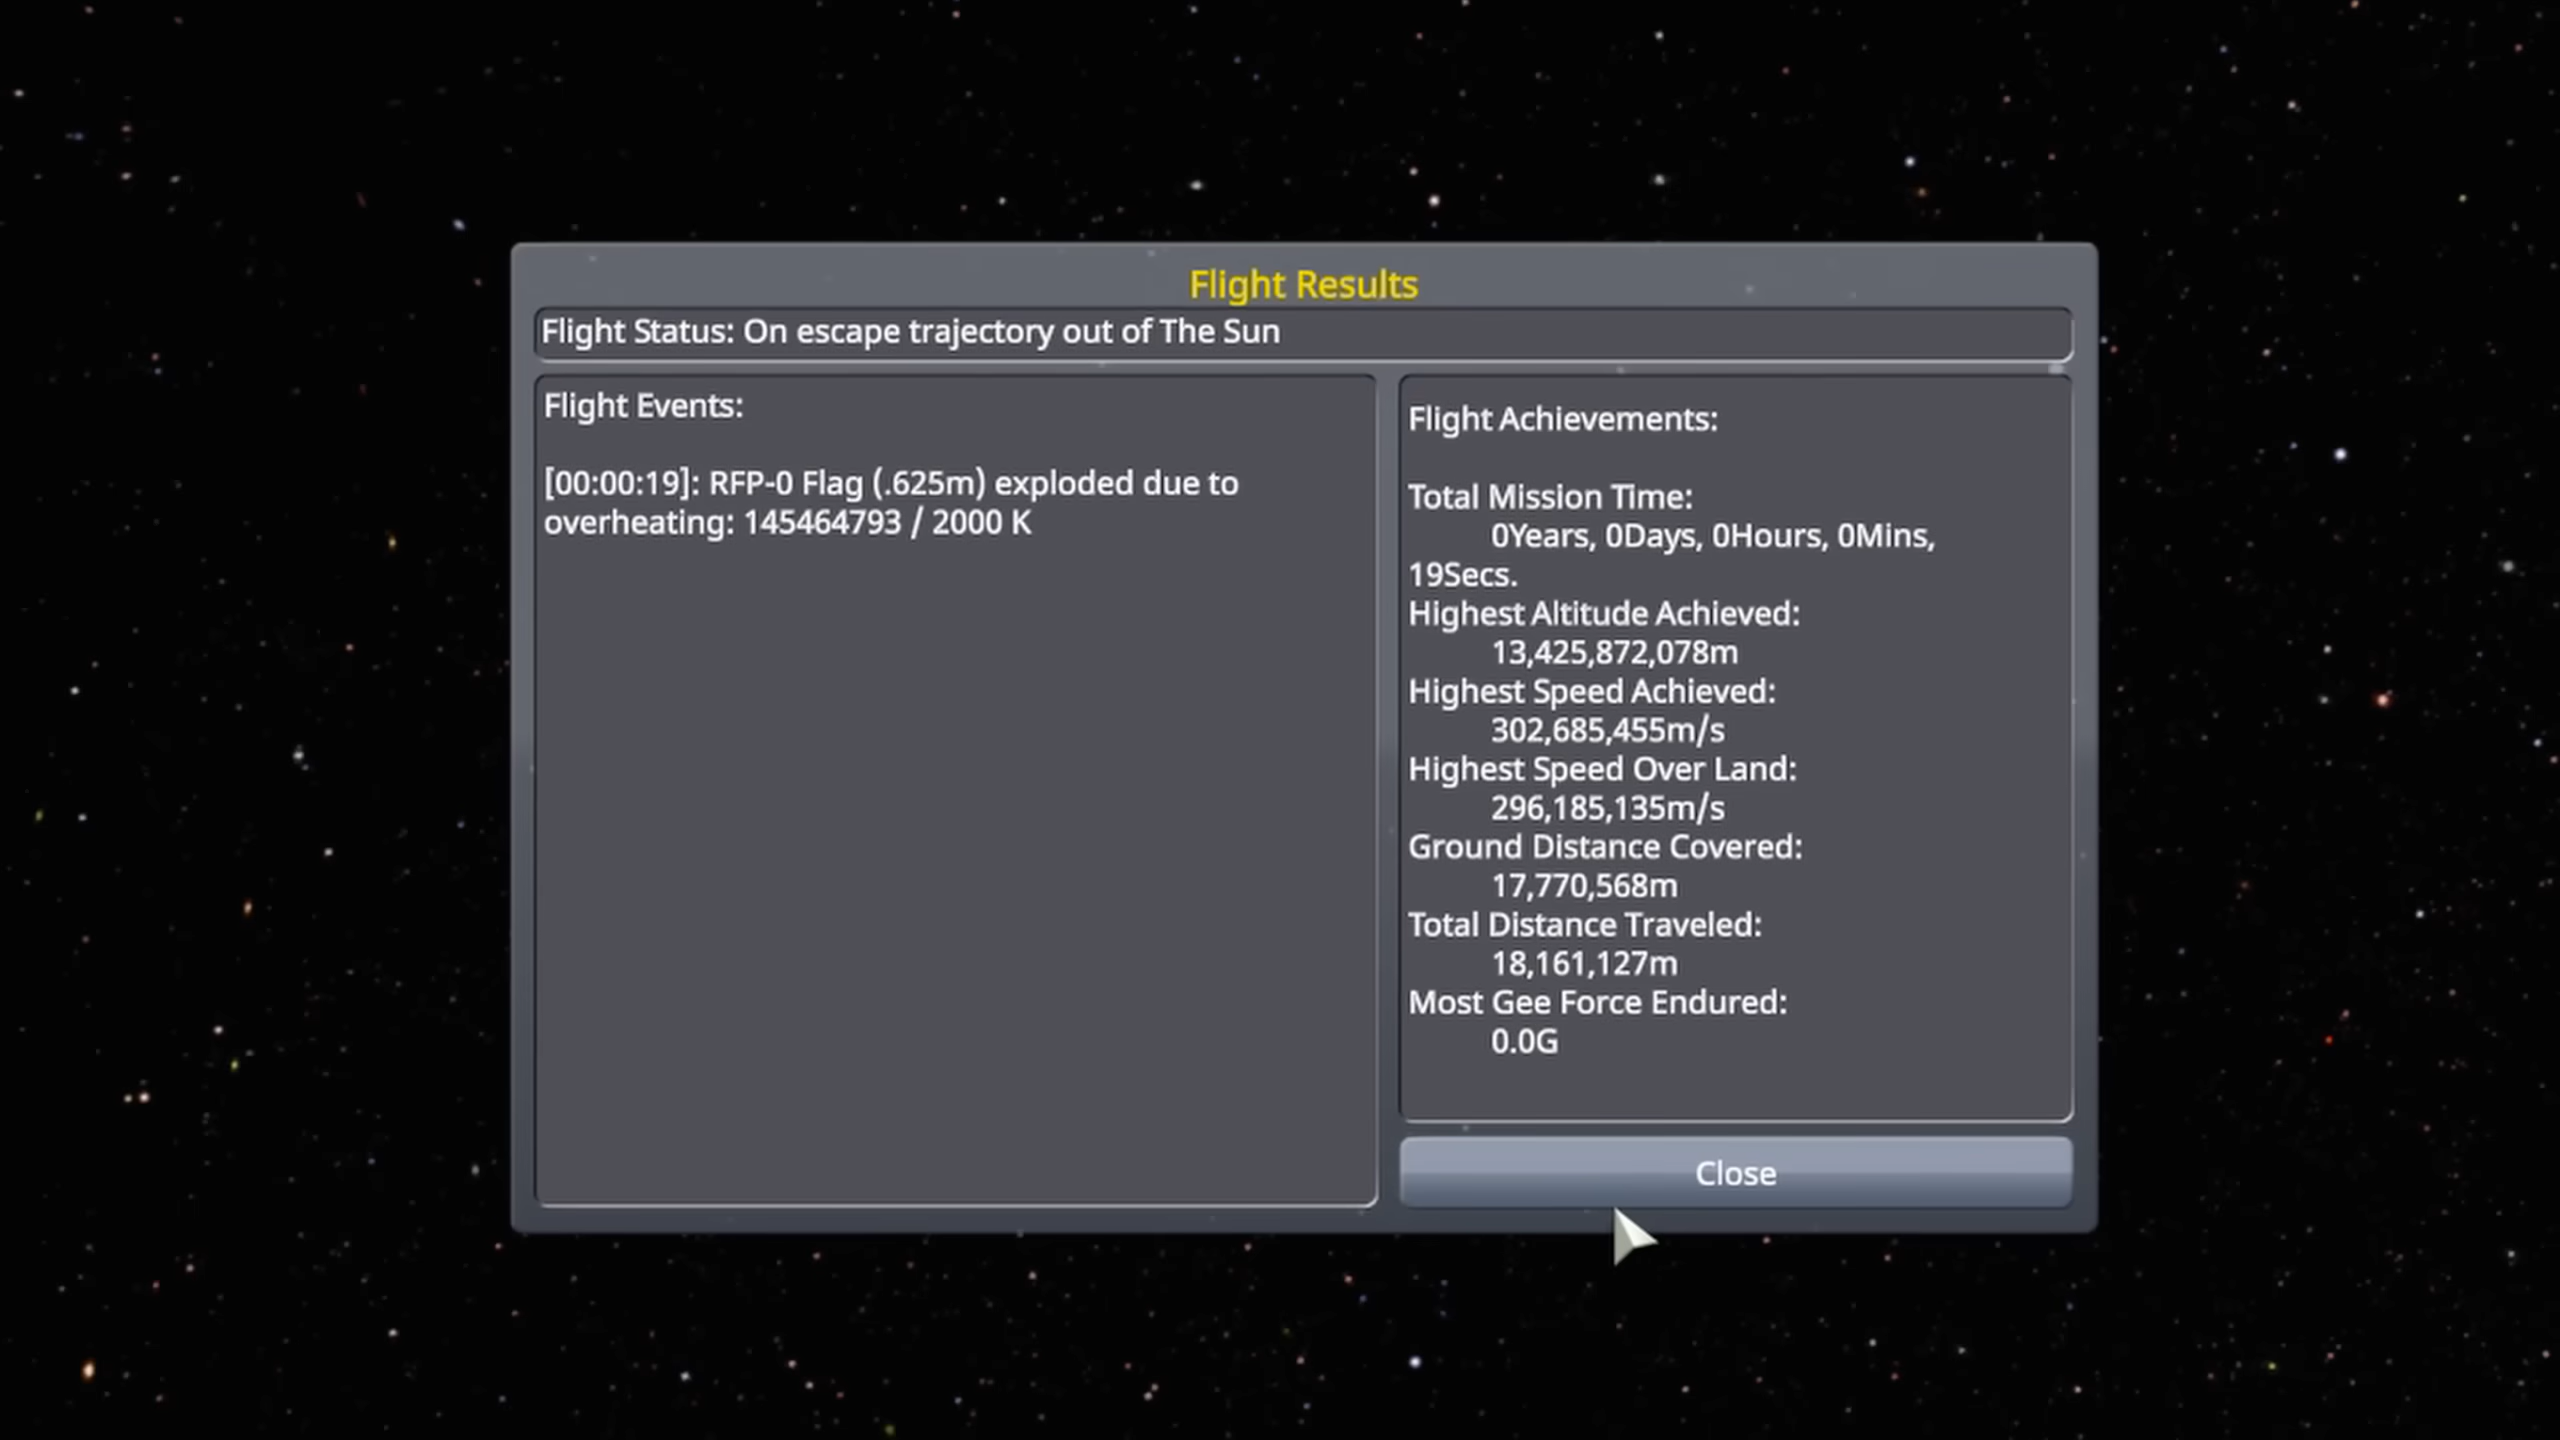 Flight Results
Flight Status: On escape trajectory out of The Sun
Flight Events:
[00:00:19]: RFP-0 Flag (.625m) exploded due to
overheating: 145464793 / 2000 K
Flight Achievements:
Total Mission Time:
0Years, 0Days, 0Hours, 0Mins,
19Secs.
Highest Altitude Achieved:
13,425,872,078m
Highest Speed Achieved:
302,685,455m/s
Highest Speed Over Land:
296,185,135m/s
Ground Distance Covered:
17,770,568m
Total Distance Traveled:
18,161,127m
Most Gee Force Endured:
0.0G
Close